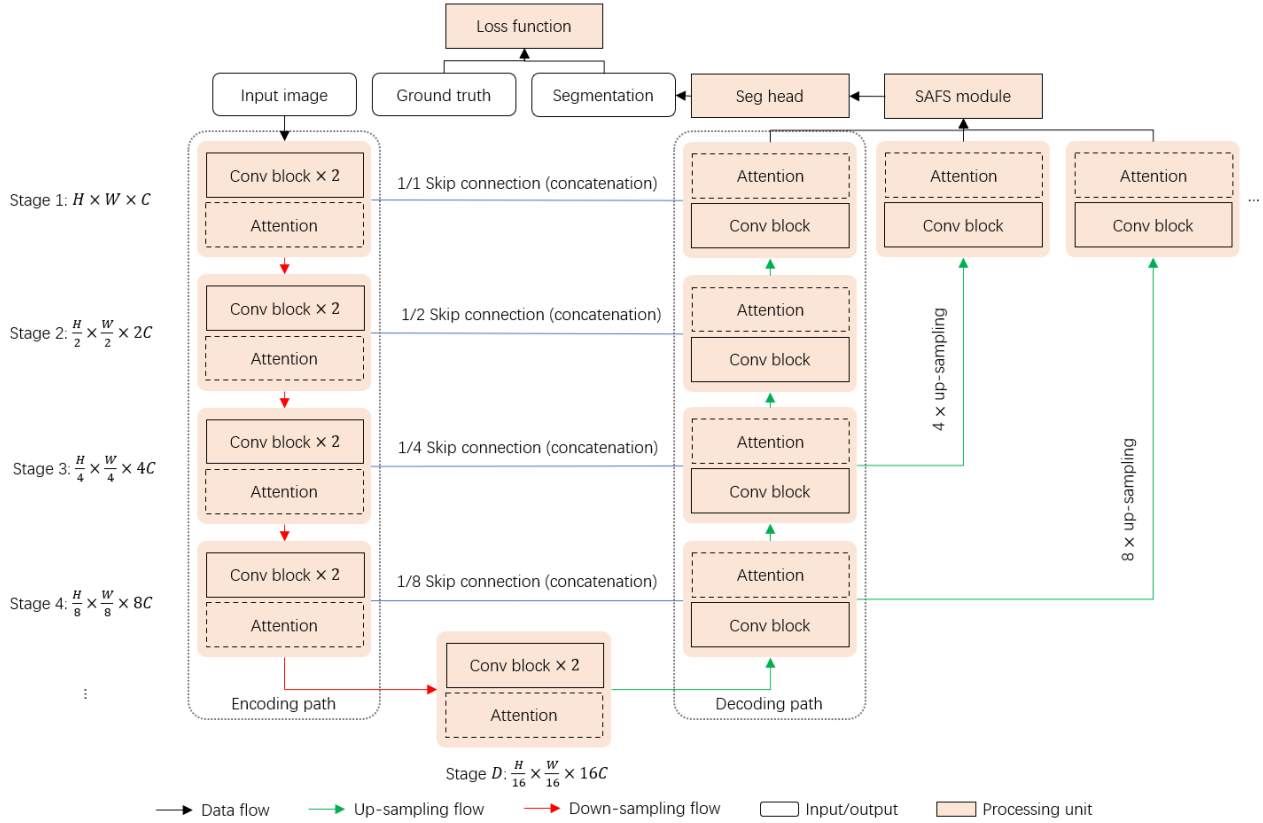 Loss function
Input image
Ground truth
Segmentation
Seg head
SAFS module
Stage 1: H × W × C
Conv block × 2
Attention
1/1 Skip connection (concatenation)
Attention
Conv block
Attention
Conv block
Attention
Conv block
...
Stage 2: H/2 × W/2 × 2C
Conv block × 2
Attention
1/2 Skip connection (concatenation)
Attention
Conv block
4 × up-sampling
8 × up-sampling
Stage 3: H/4 × W/4 × 4C
Conv block × 2
Attention
1/4 Skip connection (concatenation)
Attention
Conv block
Stage 4: H/8 × W/8 × 8C
Conv block × 2
Attention
1/8 Skip connection (concatenation)
Attention
Conv block
⋮
Encoding path
Conv block × 2
Attention
Decoding path
Stage D: H/16 × W/16 × 16C
Data flow
Up-sampling flow
Down-sampling flow
Input/output
Processing unit